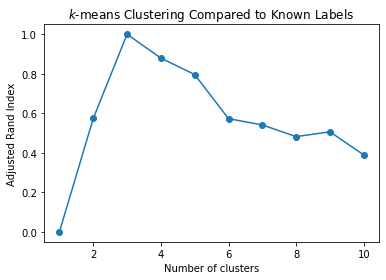 k-means Clustering Compared to Known Labels
Adjusted Rand Index
1.0
0.8
0.6
0.4
0.2
0.0
2 4 6 8 10
Number of clusters